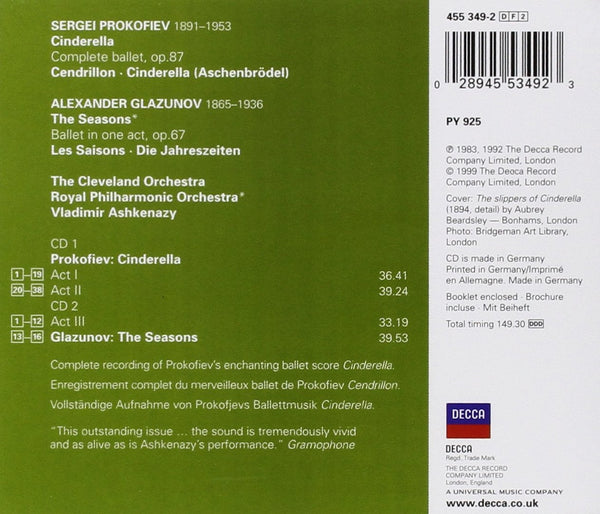 SERGEI PROKOFIEV 1891–1953
Cinderella
Complete ballet, op.87
Cendrillon · Cinderella (Aschenbrödel)
ALEXANDER GLAZUNOV 1865–1936
The Seasons*
Ballet in one act, op.67
Les Saisons · Die Jahreszeiten
The Cleveland Orchestra
Royal Philharmonic Orchestra*
Vladimir Ashkenazy
CD 1
Prokofiev: Cinderella
1–19 Act I 36.41
20–38 Act II 39.24
CD 2
1–12 Act III 33.19
13–16 Glazunov: The Seasons 39.53
Complete recording of Prokofiev's enchanting ballet score Cinderella.
Enregistrement complet du merveilleux ballet de Prokofiev Cendrillon.
Vollständige Aufnahme von Prokofjevs Ballettmusik Cinderella.
"This outstanding issue ... the sound is tremendously vivid
and as alive as is Ashkenazy's performance." Gramophone
455 349-2 DF2
0 28945 53492 3
PY 925
℗ 1983, 1992 The Decca Record
Company Limited, London
© 1999 The Decca Record
Company Limited, London
Cover: The slippers of Cinderella
(1894, detail) by Aubrey
Beardsley – Bonhams, London
Photo: Bridgeman Art Library,
London
CD is made in Germany
Printed in Germany/Imprimé
en Allemagne. Made in Germany
Booklet enclosed · Brochure
incluse · Mit Beiheft
Total timing 149.30 DDD
DECCA
DECCA
Regd. Trade Mark
THE DECCA RECORD
COMPANY LIMITED
London, England
A UNIVERSAL MUSIC COMPANY
www.decca.co.uk